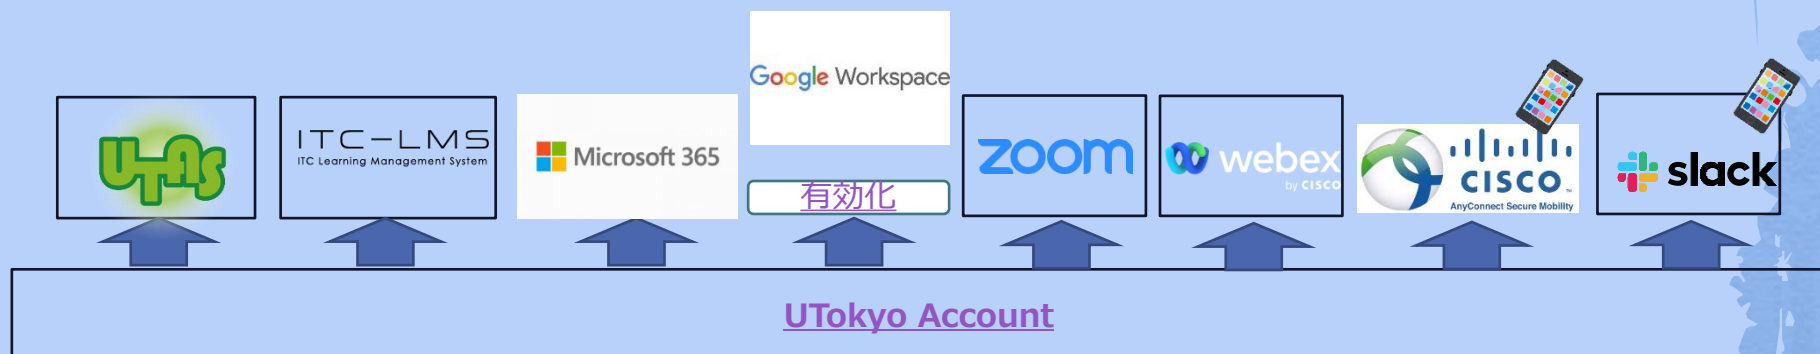 UTAS
ITC-LMS
ITC Learning Management System
Microsoft 365
Google Workspace
有効化
zoom
webex
by CISCO
CISCO
AnyConnect Secure Mobility
slack
UTokyo Account